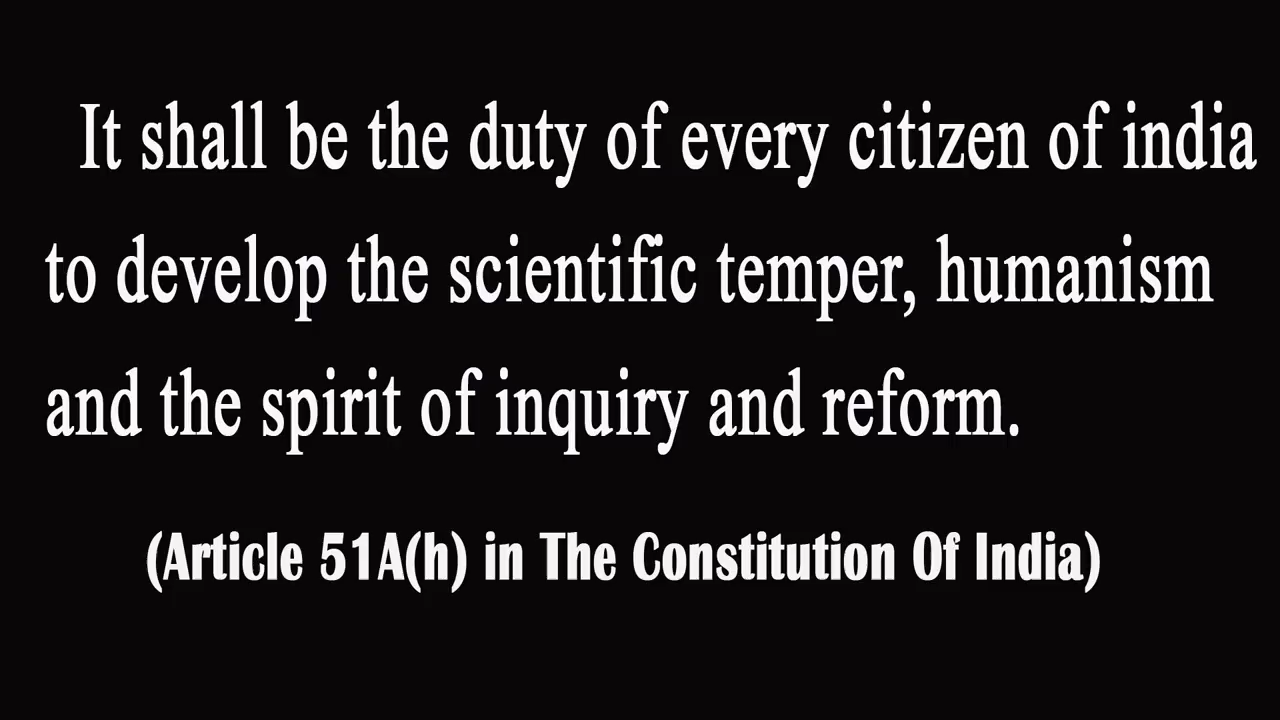 It shall be the duty of every citizen of india
to develop the scientific temper, humanism
and the spirit of inquiry and reform.
(Article 51A(h) in The Constitution Of India)